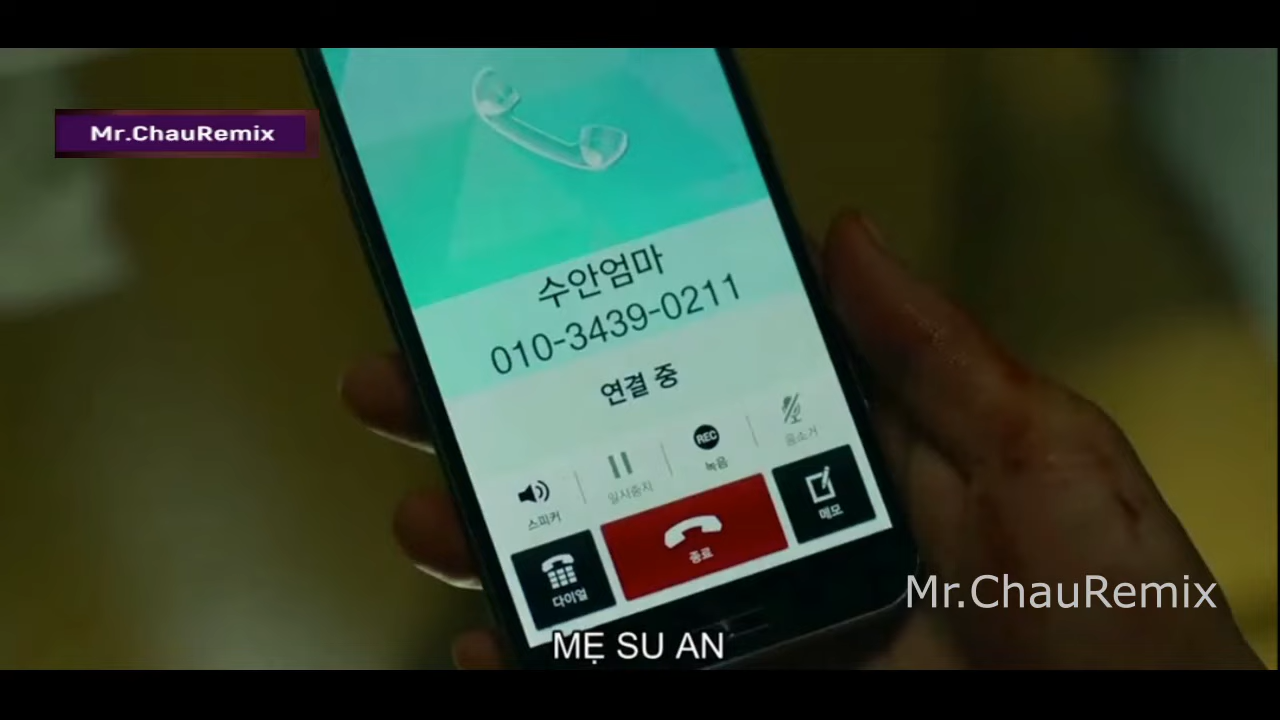 Mr.ChauRemix
수안엄마
010-3439-0211
연결 중
스피커
일시중지
REC
녹음
음소거
다이얼
종료
메모
Mr.ChauRemix
MẸ SU AN